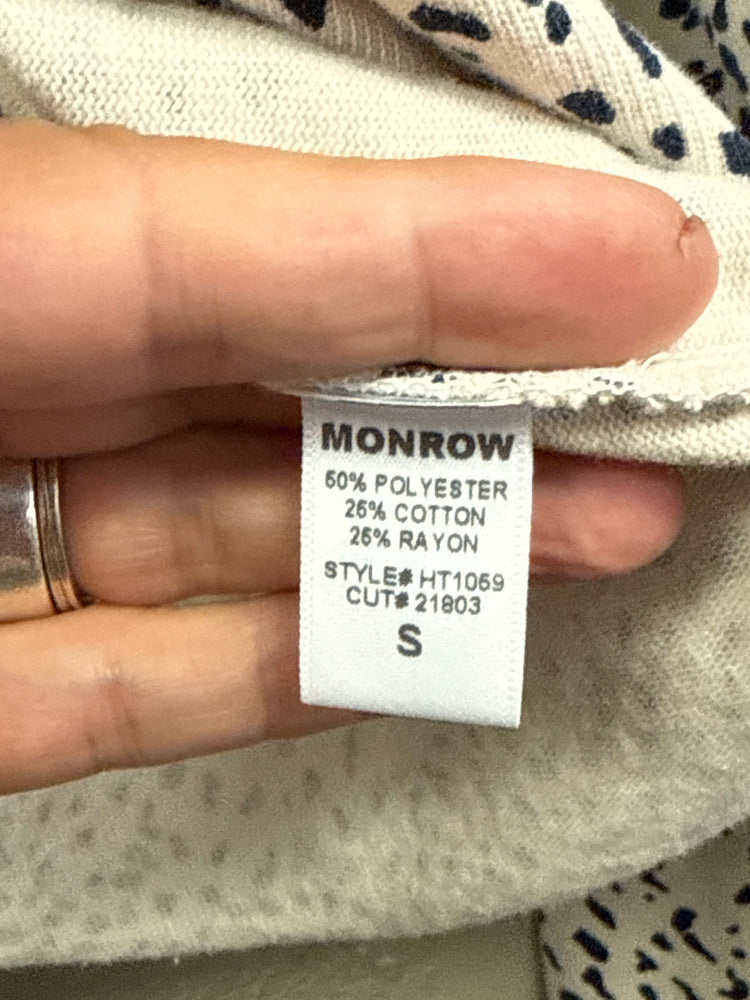 MONROW
50% POLYESTER
25% COTTON
25% RAYON
STYLE# HT1059
CUT# 21803
S